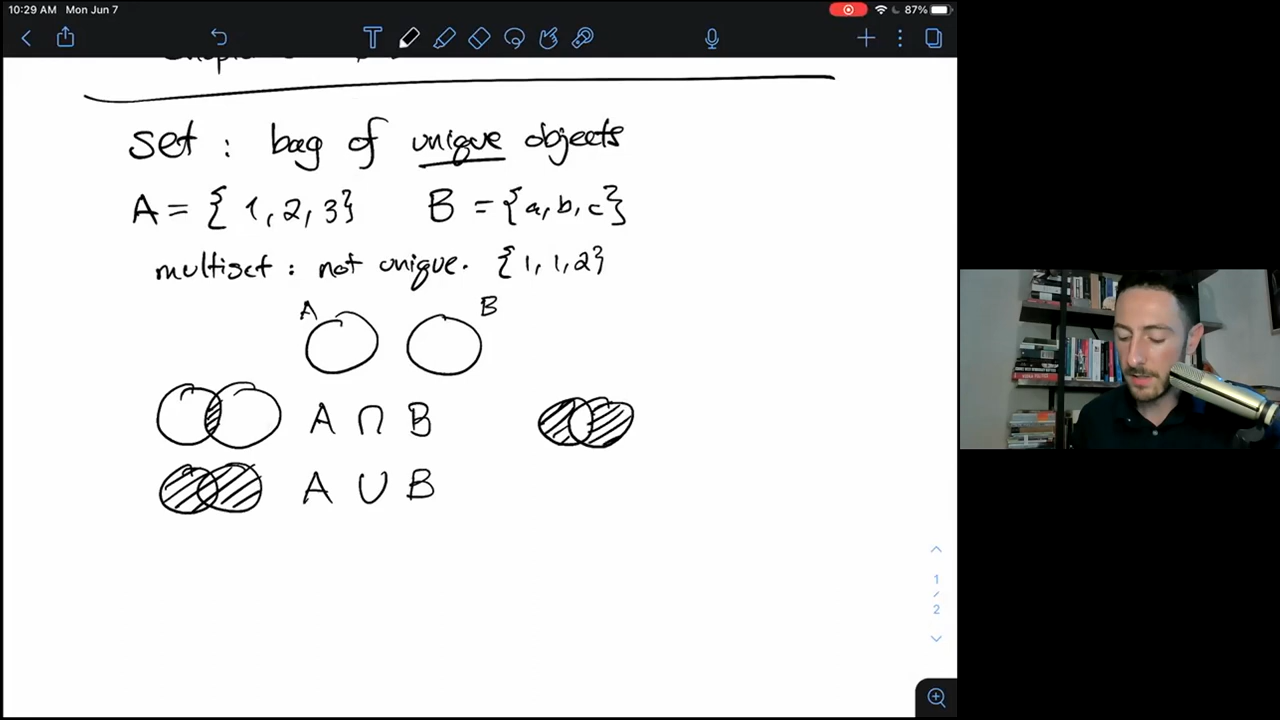 10:29 AM Mon Jun 7
87%
set : bag of unique objects
A = { 1, 2, 3} B = {a, b, c}
multiset : not unique. {1, 1, 2}
A B
A ∩ B
A ∪ B
1
/
2